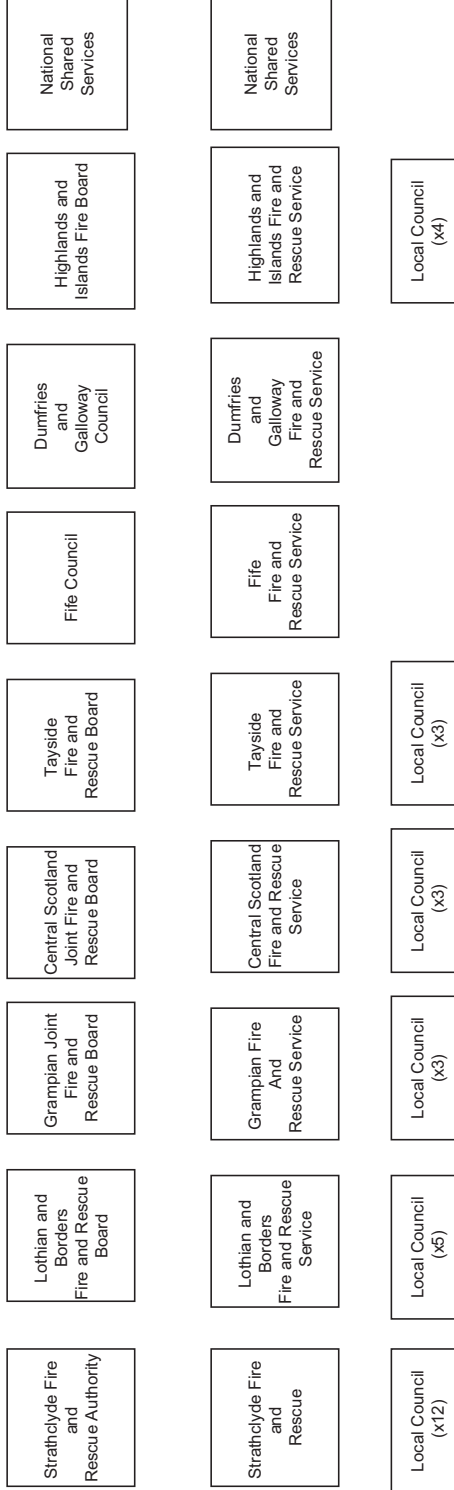 Strathclyde Fire
and
Rescue Authority
Lothian and
Borders
Fire and Rescue
Board
Grampian Joint
Fire and
Rescue Board
Central Scotland
Joint Fire and
Rescue Board
Tayside
Fire and
Rescue Board
Fife Council
Dumfries
and
Galloway
Council
Highlands and
Islands Fire Board
National
Shared
Services
Strathclyde Fire
and
Rescue
Lothian and
Borders
Fire and Rescue
Service
Grampian Fire
And
Rescue Service
Central Scotland
Fire and Rescue
Service
Tayside
Fire and
Rescue Service
Fife
Fire and
Rescue Service
Dumfries
and
Galloway
Fire and
Rescue Service
Highlands and
Islands Fire and
Rescue Service
National
Shared
Services
Local Council
(x12)
Local Council
(x5)
Local Council
(x3)
Local Council
(x3)
Local Council
(x3)
Local Council
(x4)